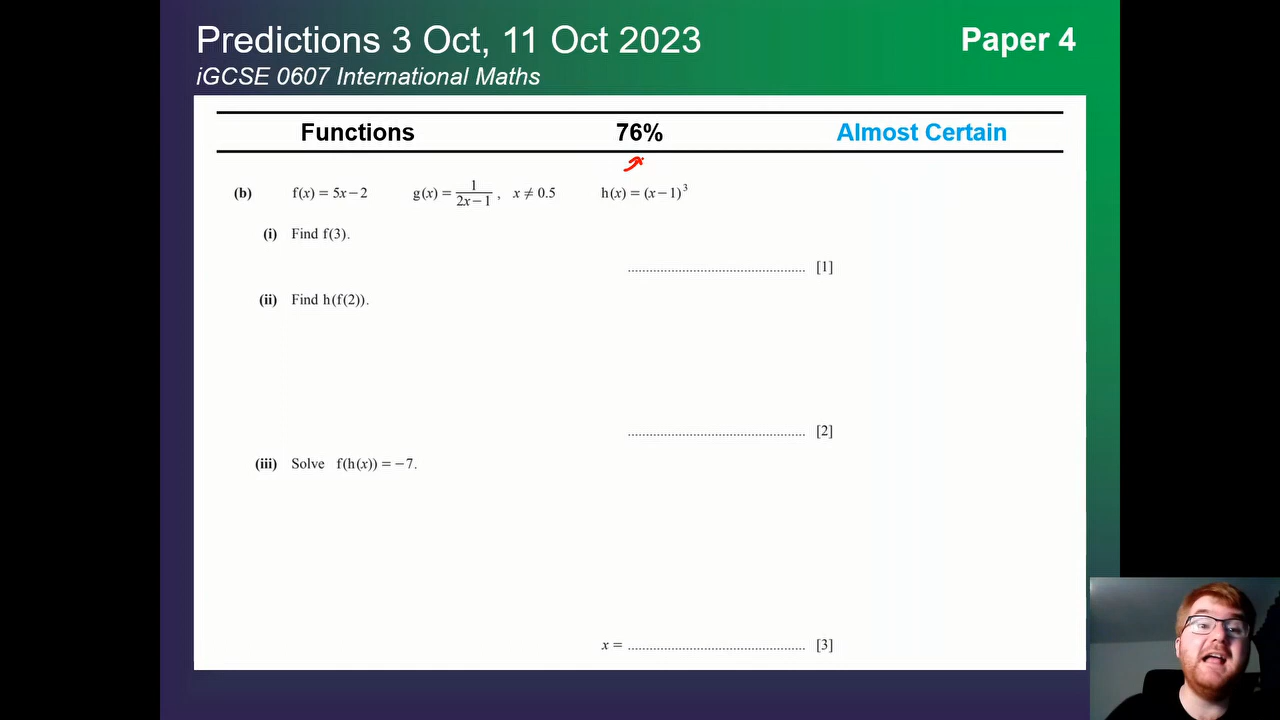 Predictions 3 Oct, 11 Oct 2023
Paper 4
iGCSE 0607 International Maths
Functions 76% Almost Certain
(b) f(x) = 5x − 2 g(x) = 1/(2x − 1), x ≠ 0.5 h(x) = (x − 1)³
(i) Find f(3).
................................................. [1]
(ii) Find h(f(2)).
................................................. [2]
(iii) Solve f(h(x)) = −7.
x = ................................................. [3]